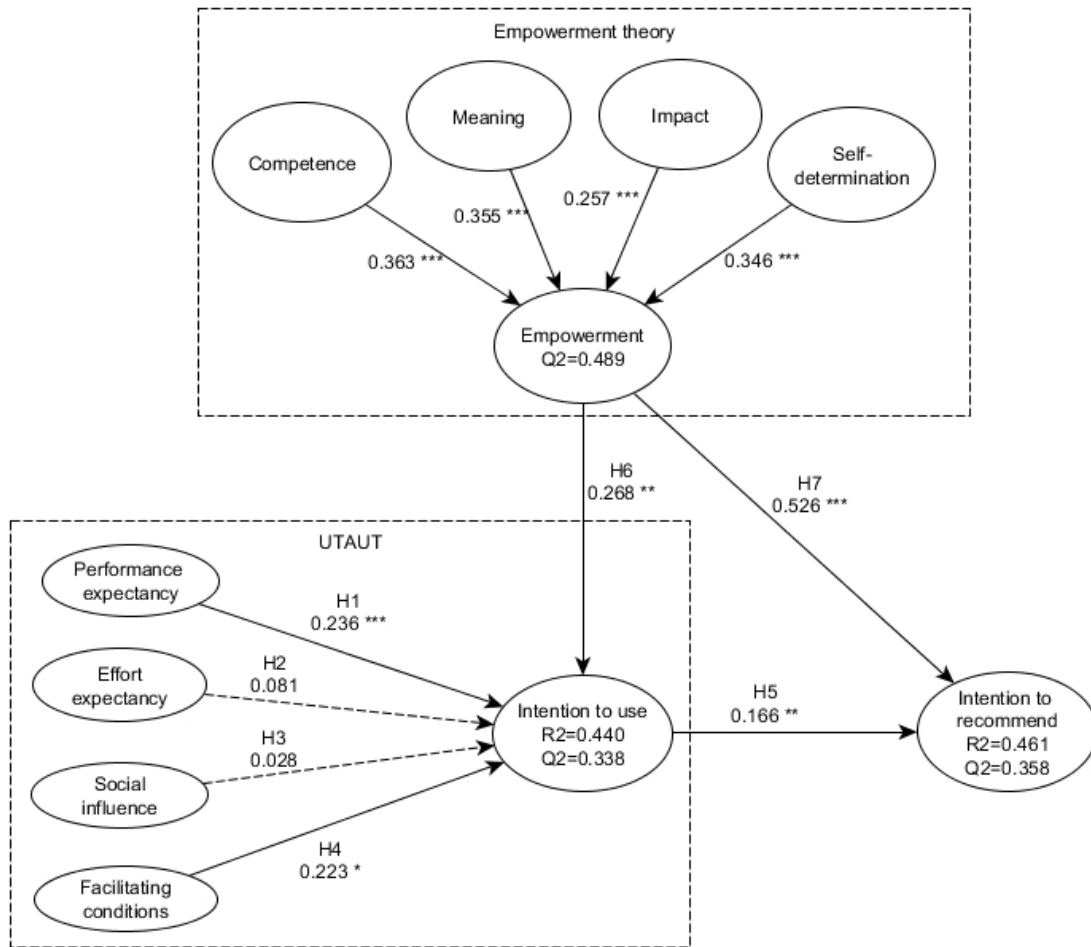 Empowerment theory
Competence
Meaning
Impact
Self-
determination
0.363 ***
0.355 ***
0.257 ***
0.346 ***
Empowerment
Q2=0.489
H6
0.268 **
H7
0.526 ***
UTAUT
Performance
expectancy
H1
0.236 ***
Effort
expectancy
H2
0.081
H3
0.028
Social
influence
H4
0.223 *
Facilitating
conditions
Intention to use
R2=0.440
Q2=0.338
H5
0.166 **
Intention to
recommend
R2=0.461
Q2=0.358